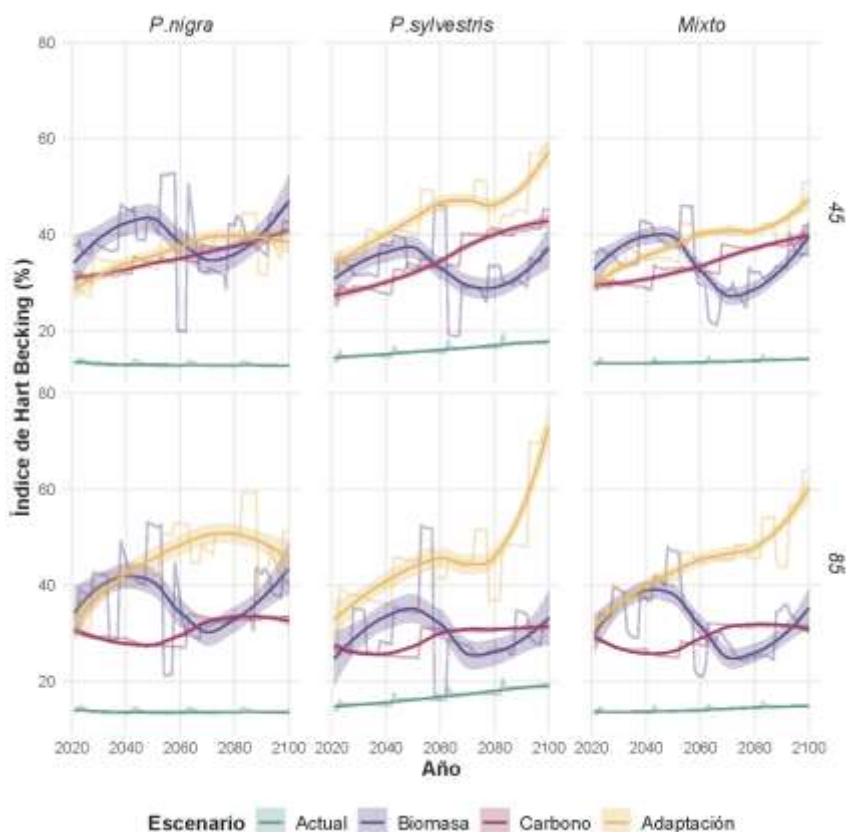 P.nigra P.sylvestris Mixto
80
60
40
20
45
80
60
40
20
85
Índice de Hart Becking (%)
2020 2040 2060 2080 2100 2020 2040 2060 2080 2100 2020 2040 2060 2080 2100
Año
Escenario Actual Biomasa Carbono Adaptación